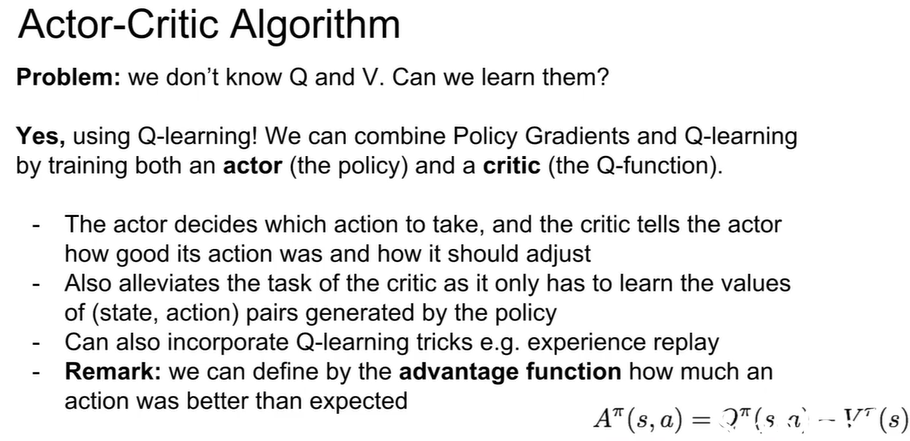 Actor-Critic Algorithm
Problem: we don't know Q and V. Can we learn them?
Yes, using Q-learning! We can combine Policy Gradients and Q-learning
by training both an actor (the policy) and a critic (the Q-function).
- The actor decides which action to take, and the critic tells the actor
how good its action was and how it should adjust
- Also alleviates the task of the critic as it only has to learn the values
of (state, action) pairs generated by the policy
- Can also incorporate Q-learning tricks e.g. experience replay
- Remark: we can define by the advantage function how much an
action was better than expected
A^π(s, a) = Q^π(s, a) − V^π(s)